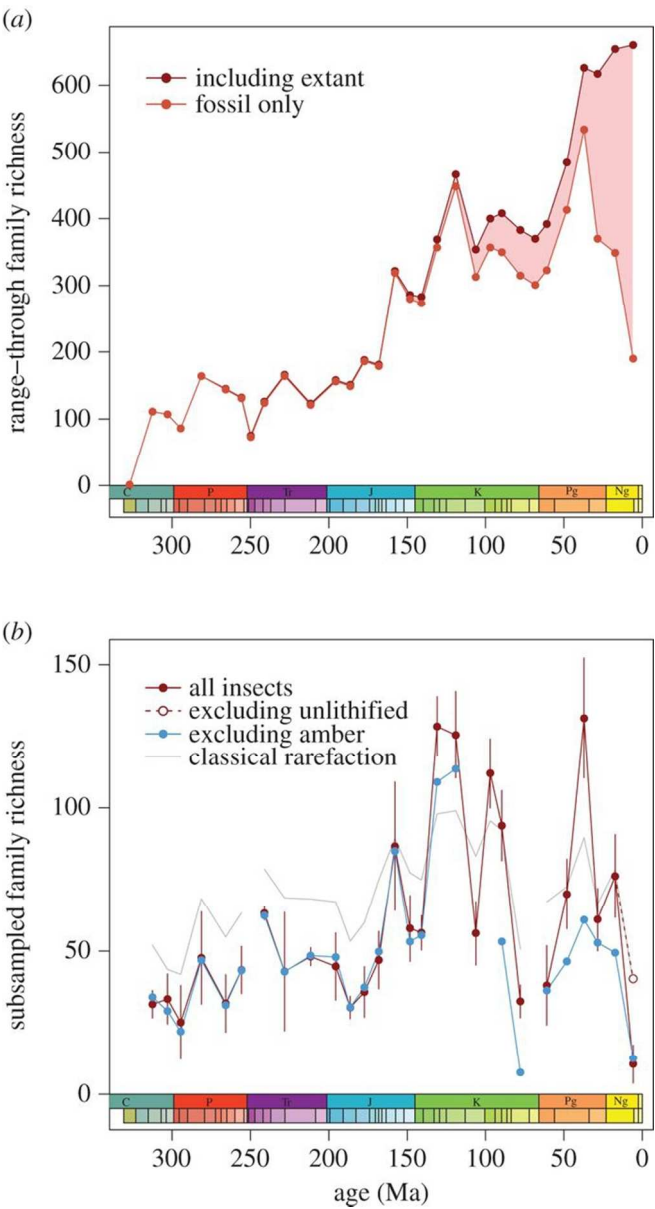 (a)
including extant
fossil only
range–through family richness
600
500
400
300
200
100
0
C P Tr J K Pg Ng
300 250 200 150 100 50 0
(b)
all insects
excluding unlithified
excluding amber
classical rarefaction
subsampled family richness
150
100
50
0
C P Tr J K Pg Ng
300 250 200 150 100 50 0
age (Ma)